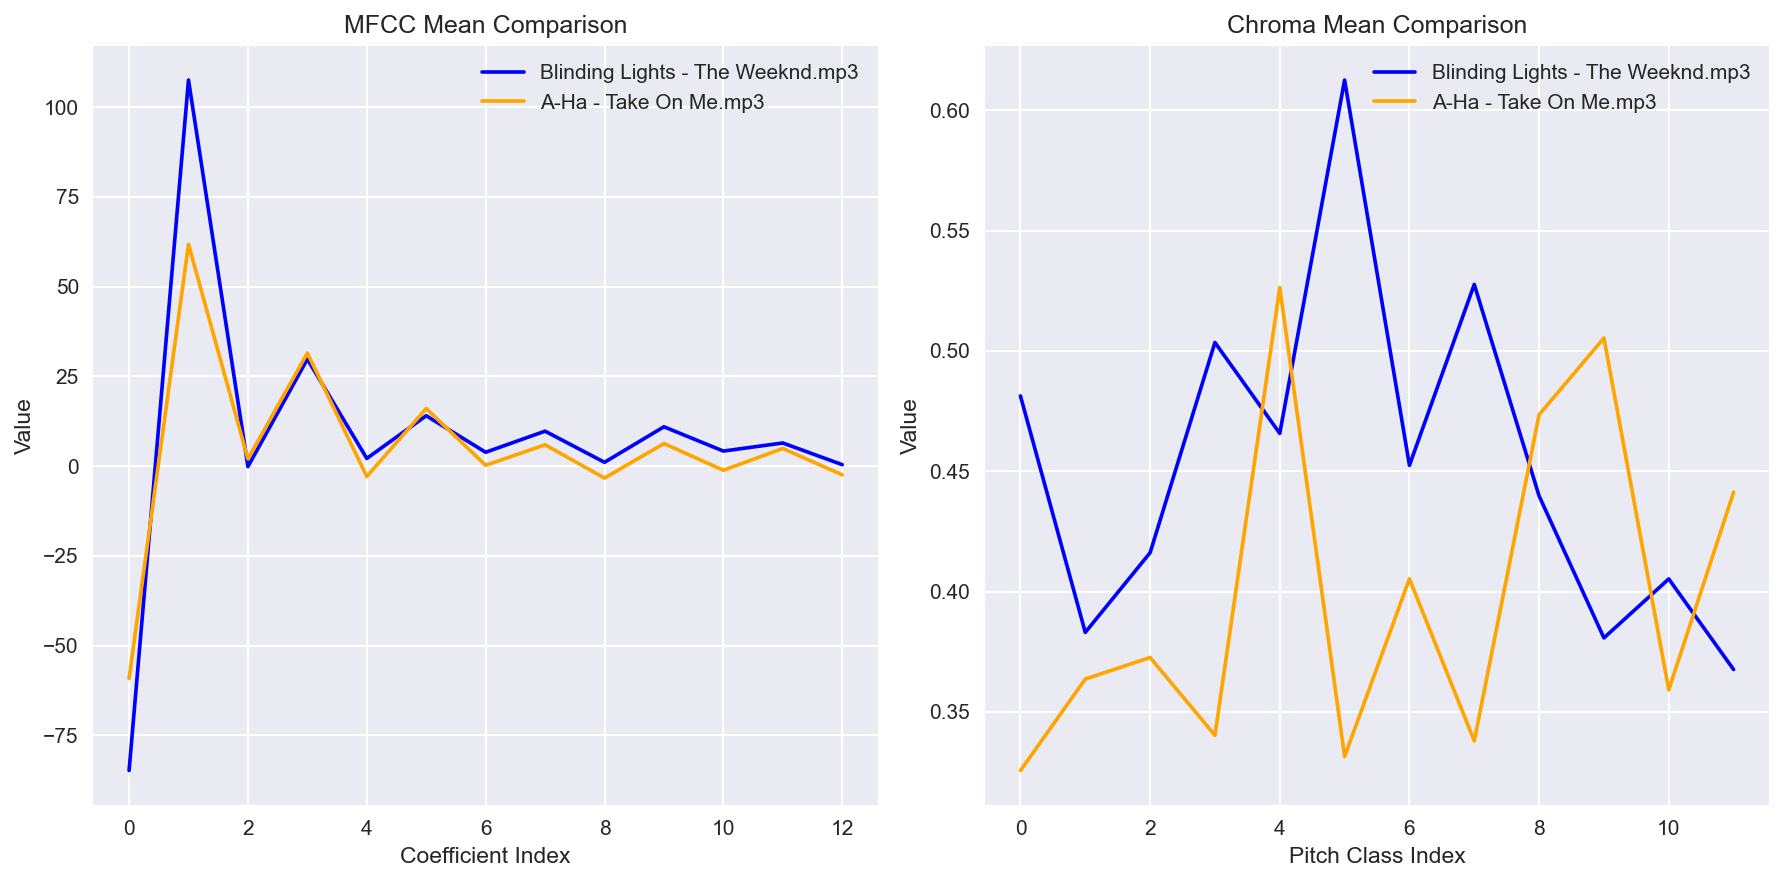 MFCC Mean Comparison
Blinding Lights - The Weeknd.mp3
A-Ha - Take On Me.mp3
Value
100
75
50
25
0
−25
−50
−75
0 2 4 6 8 10 12
Coefficient Index
Chroma Mean Comparison
Blinding Lights - The Weeknd.mp3
A-Ha - Take On Me.mp3
Value
0.60
0.55
0.50
0.45
0.40
0.35
0 2 4 6 8 10
Pitch Class Index